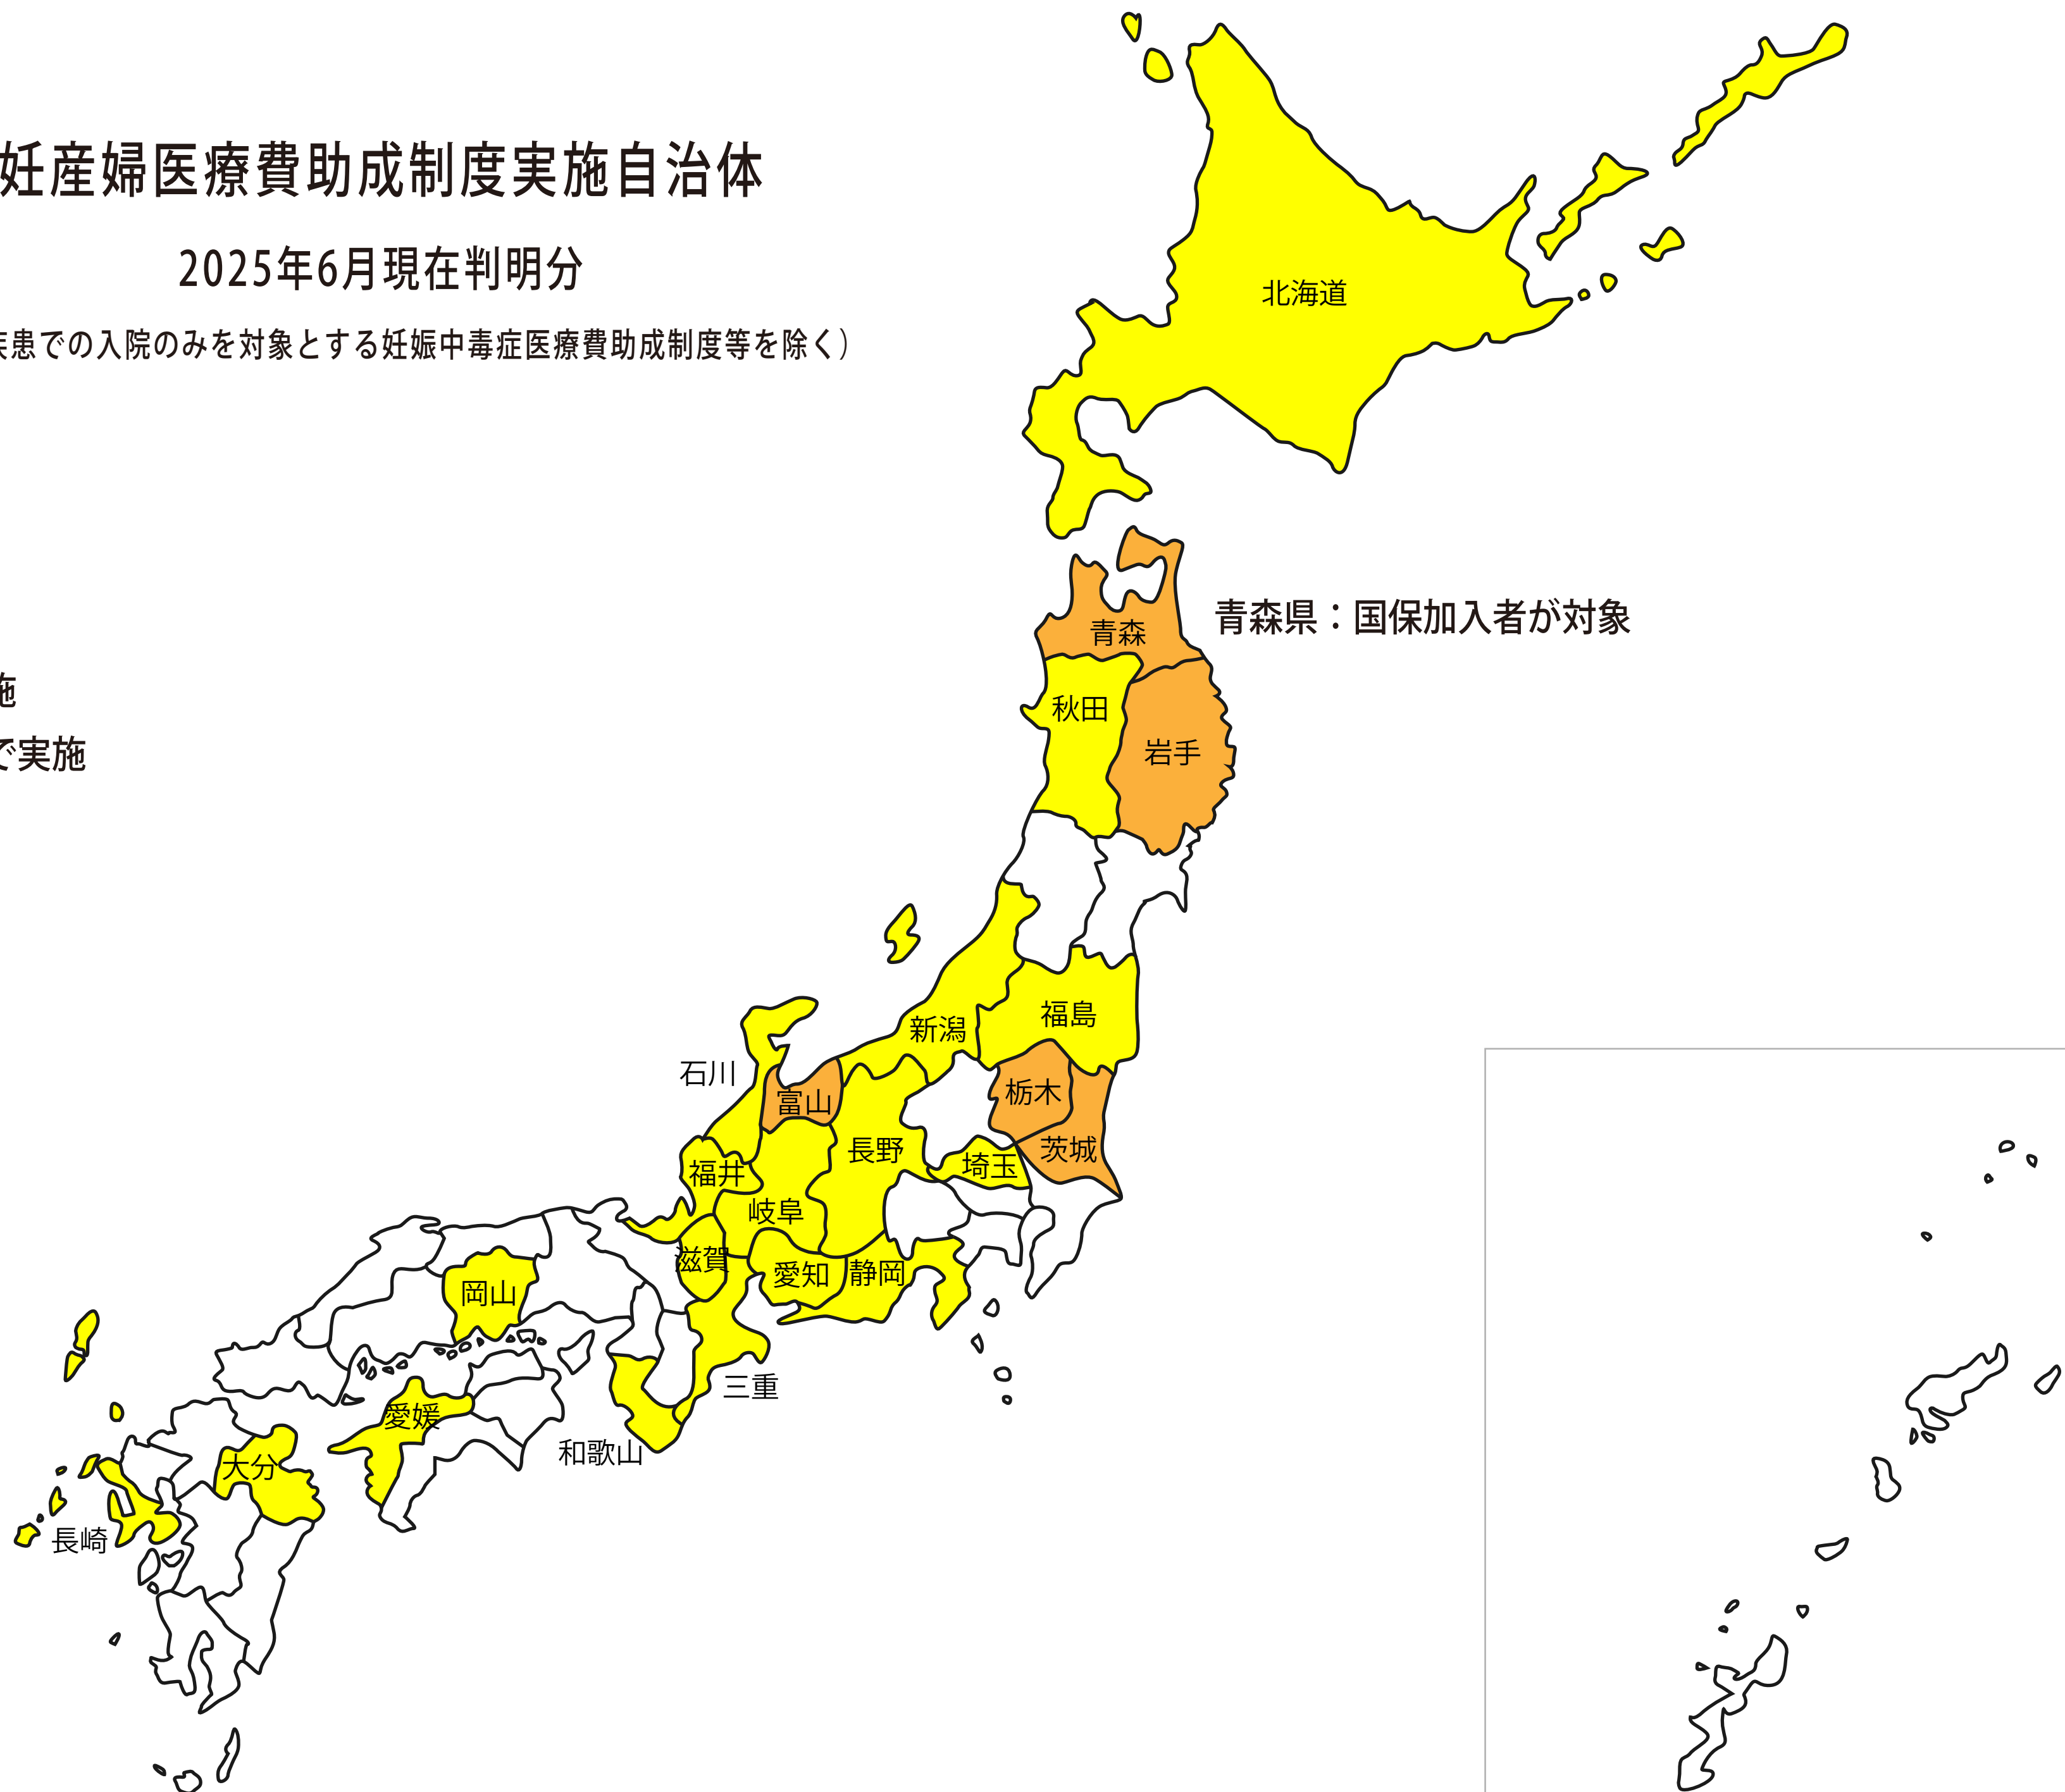 妊産婦医療費助成制度実施自治体
2025年6月現在判明分
患での入院のみを対象とする妊娠中毒症医療費助成制度等を除く）
北海道
青森県：国保加入者が対象
青森
施
秋田
で実施
岩手
福島
新潟
石川
栃木
富山
長野
茨城
埼玉
福井
岐阜
滋賀
愛知
静岡
岡山
三重
愛媛
和歌山
大分
長崎